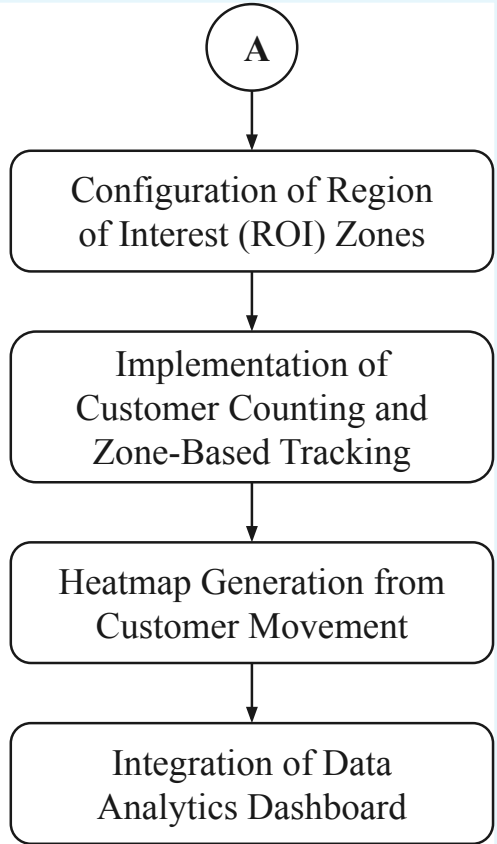 A
Configuration of Region
of Interest (ROI) Zones
Implementation of
Customer Counting and
Zone-Based Tracking
Heatmap Generation from
Customer Movement
Integration of Data
Analytics Dashboard